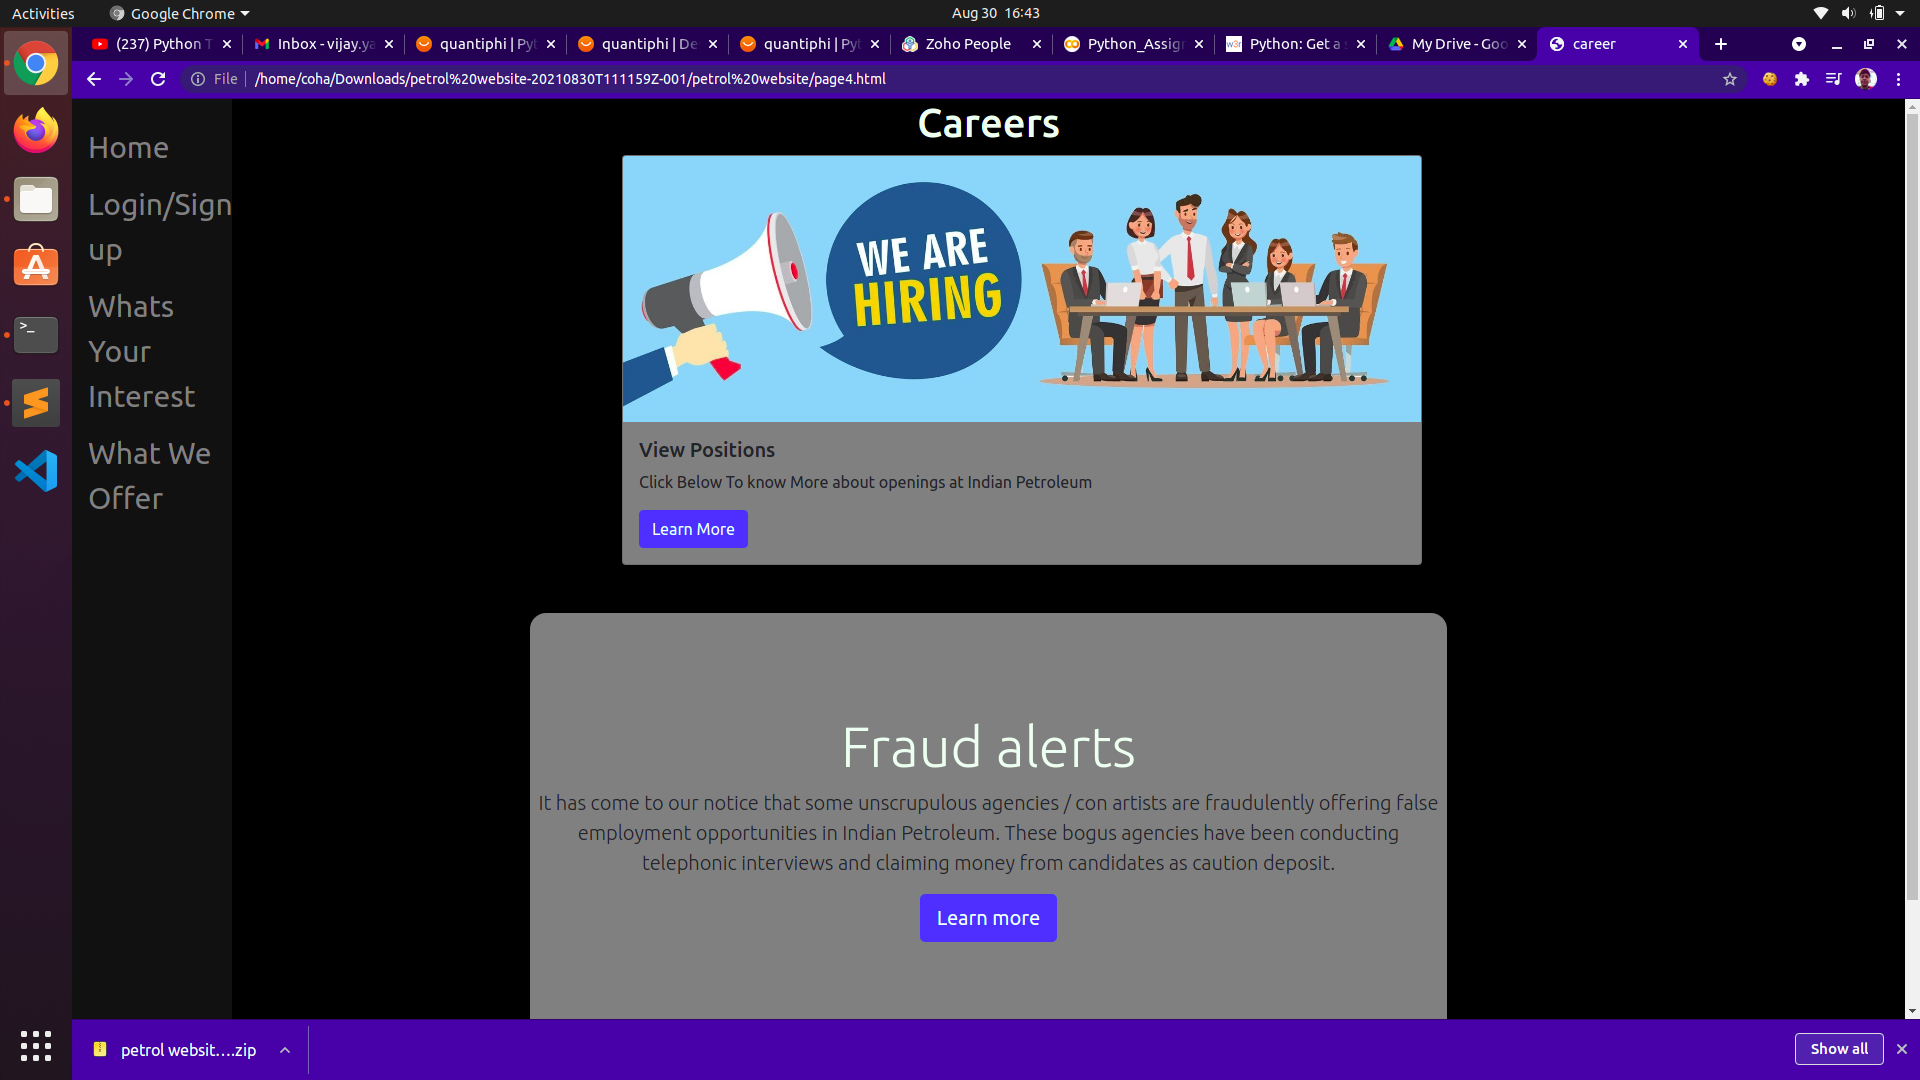 Activities
Google Chrome
Aug 30 16:43
(237) Python T
Inbox - vijay.ya
quantiphi | Pyt
quantiphi | De
quantiphi | Pyt
Zoho People
Python_Assign
w3r
Python: Get a s
My Drive - Goo
career
File
/home/coha/Downloads/petrol%20website-20210830T111159Z-001/petrol%20website/page4.html
Home
Login/Sign
up
Whats
Your
Interest
What We
Offer
Careers
WE ARE
HIRING
View Positions
Click Below To know More about openings at Indian Petroleum
Learn More
Fraud alerts
It has come to our notice that some unscrupulous agencies / con artists are fraudulently offering false
employment opportunities in Indian Petroleum. These bogus agencies have been conducting
telephonic interviews and claiming money from candidates as caution deposit.
Learn more
petrol websit....zip
Show all